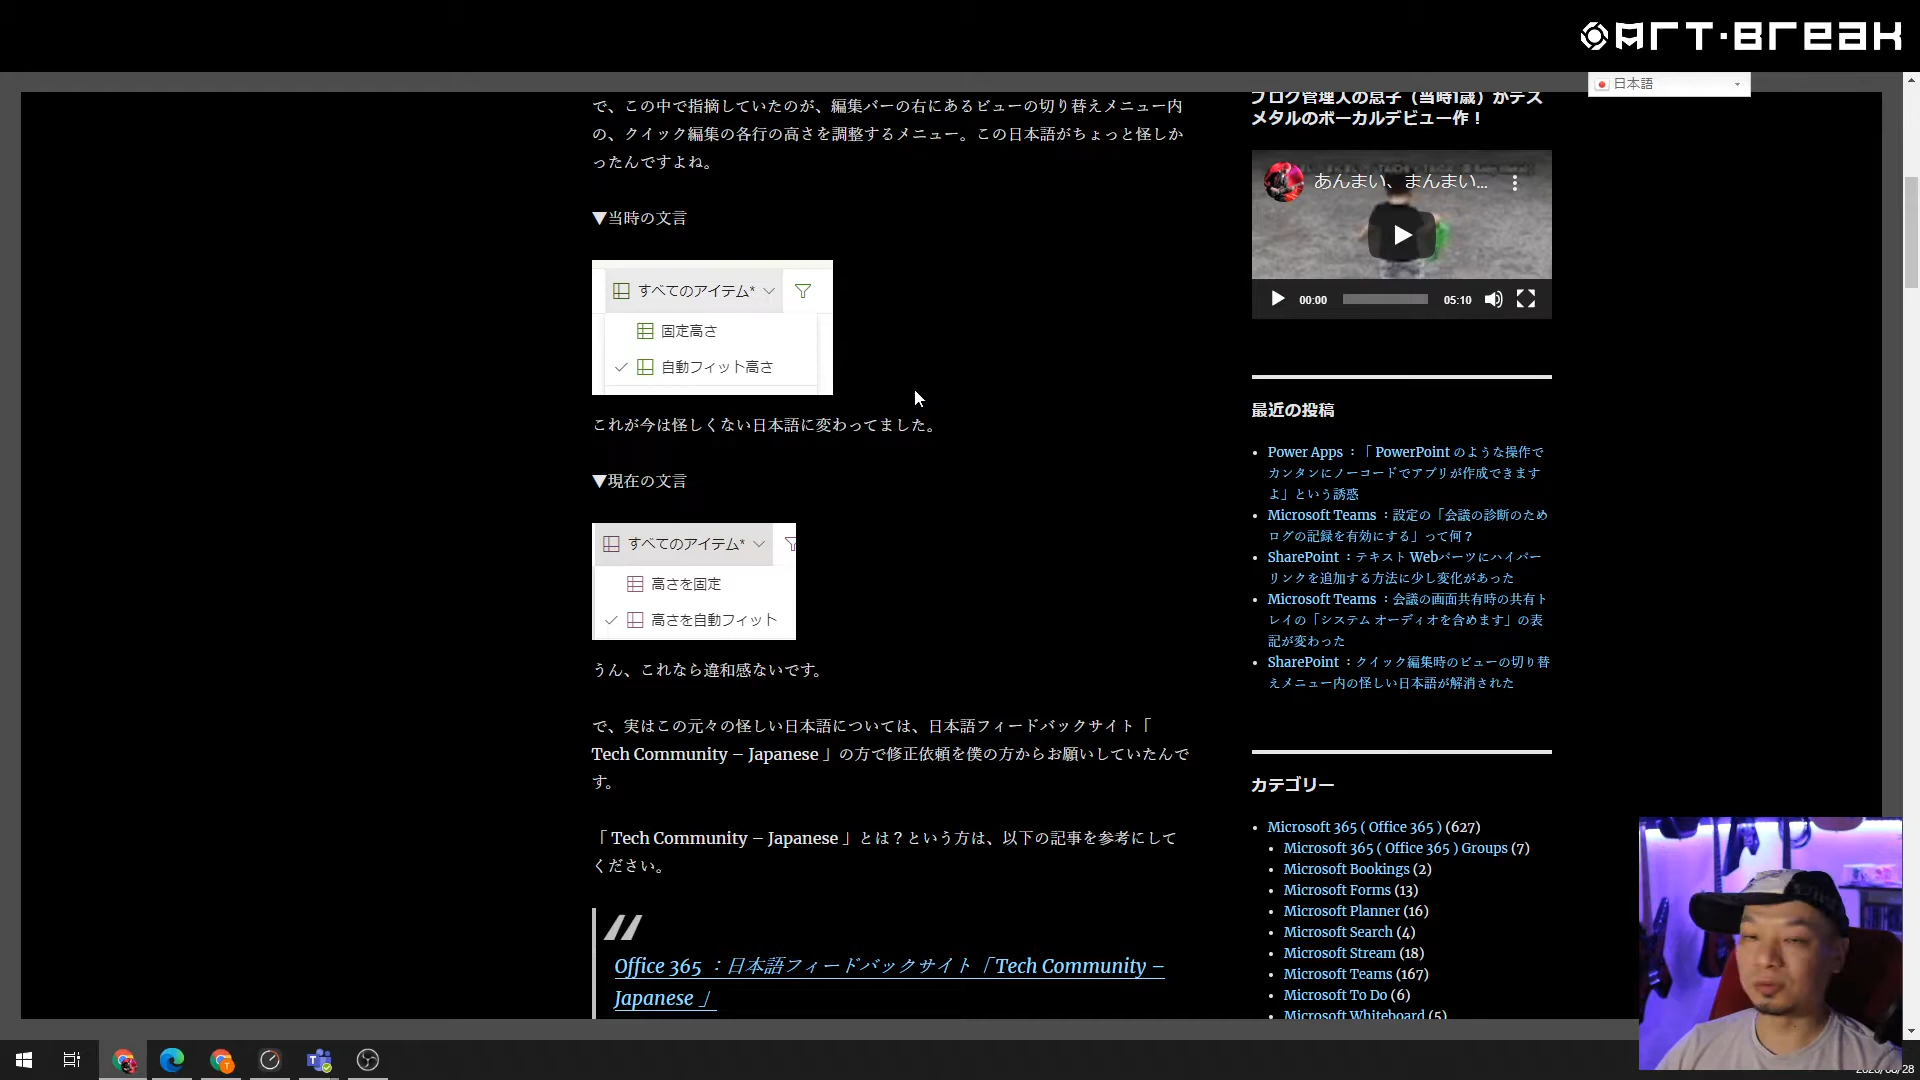 ART·Break
日本語
で、この中で指摘していたのが、編集バーの右にあるビューの切り替えメニュー内
の、クイック編集の各行の高さを調整するメニュー。この日本語がちょっと怪しか
ったんですよね。
▼当時の文言
すべてのアイテム*
固定高さ
自動フィット高さ
これが今は怪しくない日本語に変わってました。
▼現在の文言
すべてのアイテム*
高さを固定
高さを自動フィット
うん、これなら違和感ないです。
で、実はこの元々の怪しい日本語については、日本語フィードバックサイト「
Tech Community – Japanese 」の方で修正依頼を僕の方からお願いしていたんで
す。
「 Tech Community – Japanese 」とは？という方は、以下の記事を参考にして
ください。
Office 365 ：日本語フィードバックサイト「 Tech Community –
Japanese 」
ブログ管理人の息子（当時1歳）がデス
メタルのボーカルデビュー作！
あんまい、まんまい...
00:00
05:10
最近の投稿
Power Apps ：「 PowerPoint のような操作で
カンタンにノーコードでアプリが作成できます
よ」という誘惑
Microsoft Teams ：設定の「会議の診断のため
ログの記録を有効にする」って何？
SharePoint ：テキスト Webパーツにハイパー
リンクを追加する方法に少し変化があった
Microsoft Teams ：会議の画面共有時の共有ト
レイの「システム オーディオを含めます」の表
記が変わった
SharePoint ：クイック編集時のビューの切り替
えメニュー内の怪しい日本語が解消された
カテゴリー
Microsoft 365 ( Office 365 ) (627)
Microsoft 365 ( Office 365 ) Groups (7)
Microsoft Bookings (2)
Microsoft Forms (13)
Microsoft Planner (16)
Microsoft Search (4)
Microsoft Stream (18)
Microsoft Teams (167)
Microsoft To Do (6)
Microsoft Whiteboard (5)